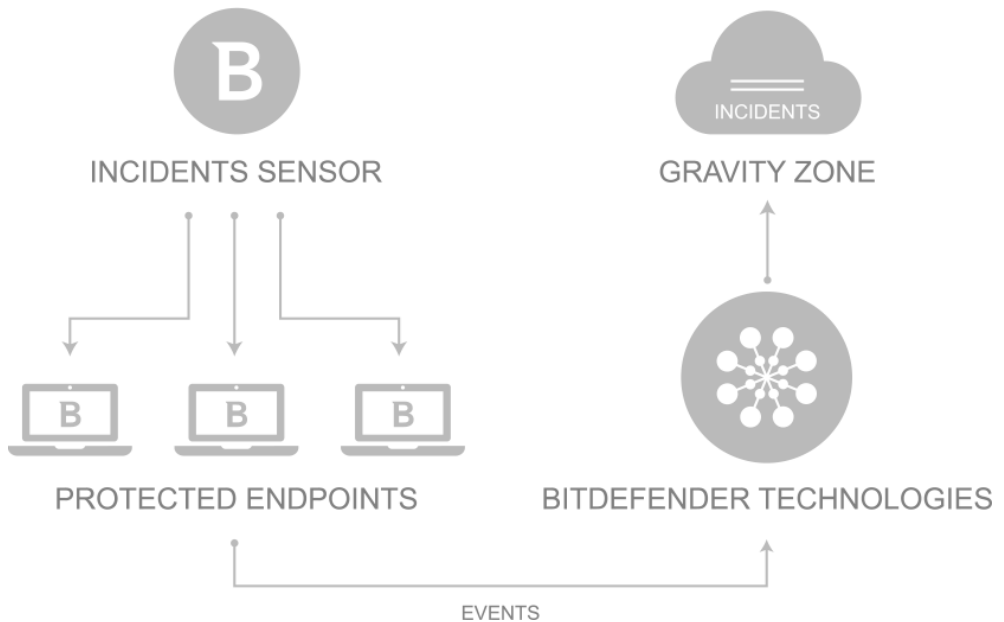 B
INCIDENTS SENSOR
INCIDENTS
GRAVITY ZONE
B
B
B
PROTECTED ENDPOINTS
BITDEFENDER TECHNOLOGIES
EVENTS